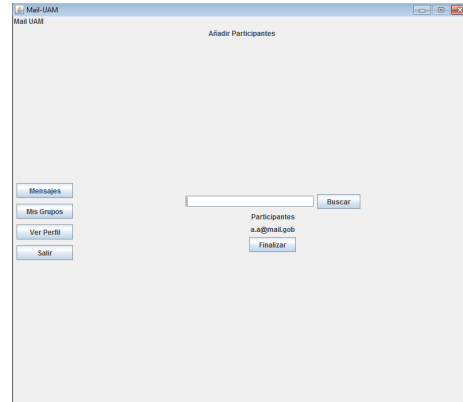 Mail-UAM
Mail UAM
Añadir Participantes
Mensajes
Mis Grupos
Ver Perfil
Salir
Buscar
Participantes
a.a@mail.gob
Finalizar